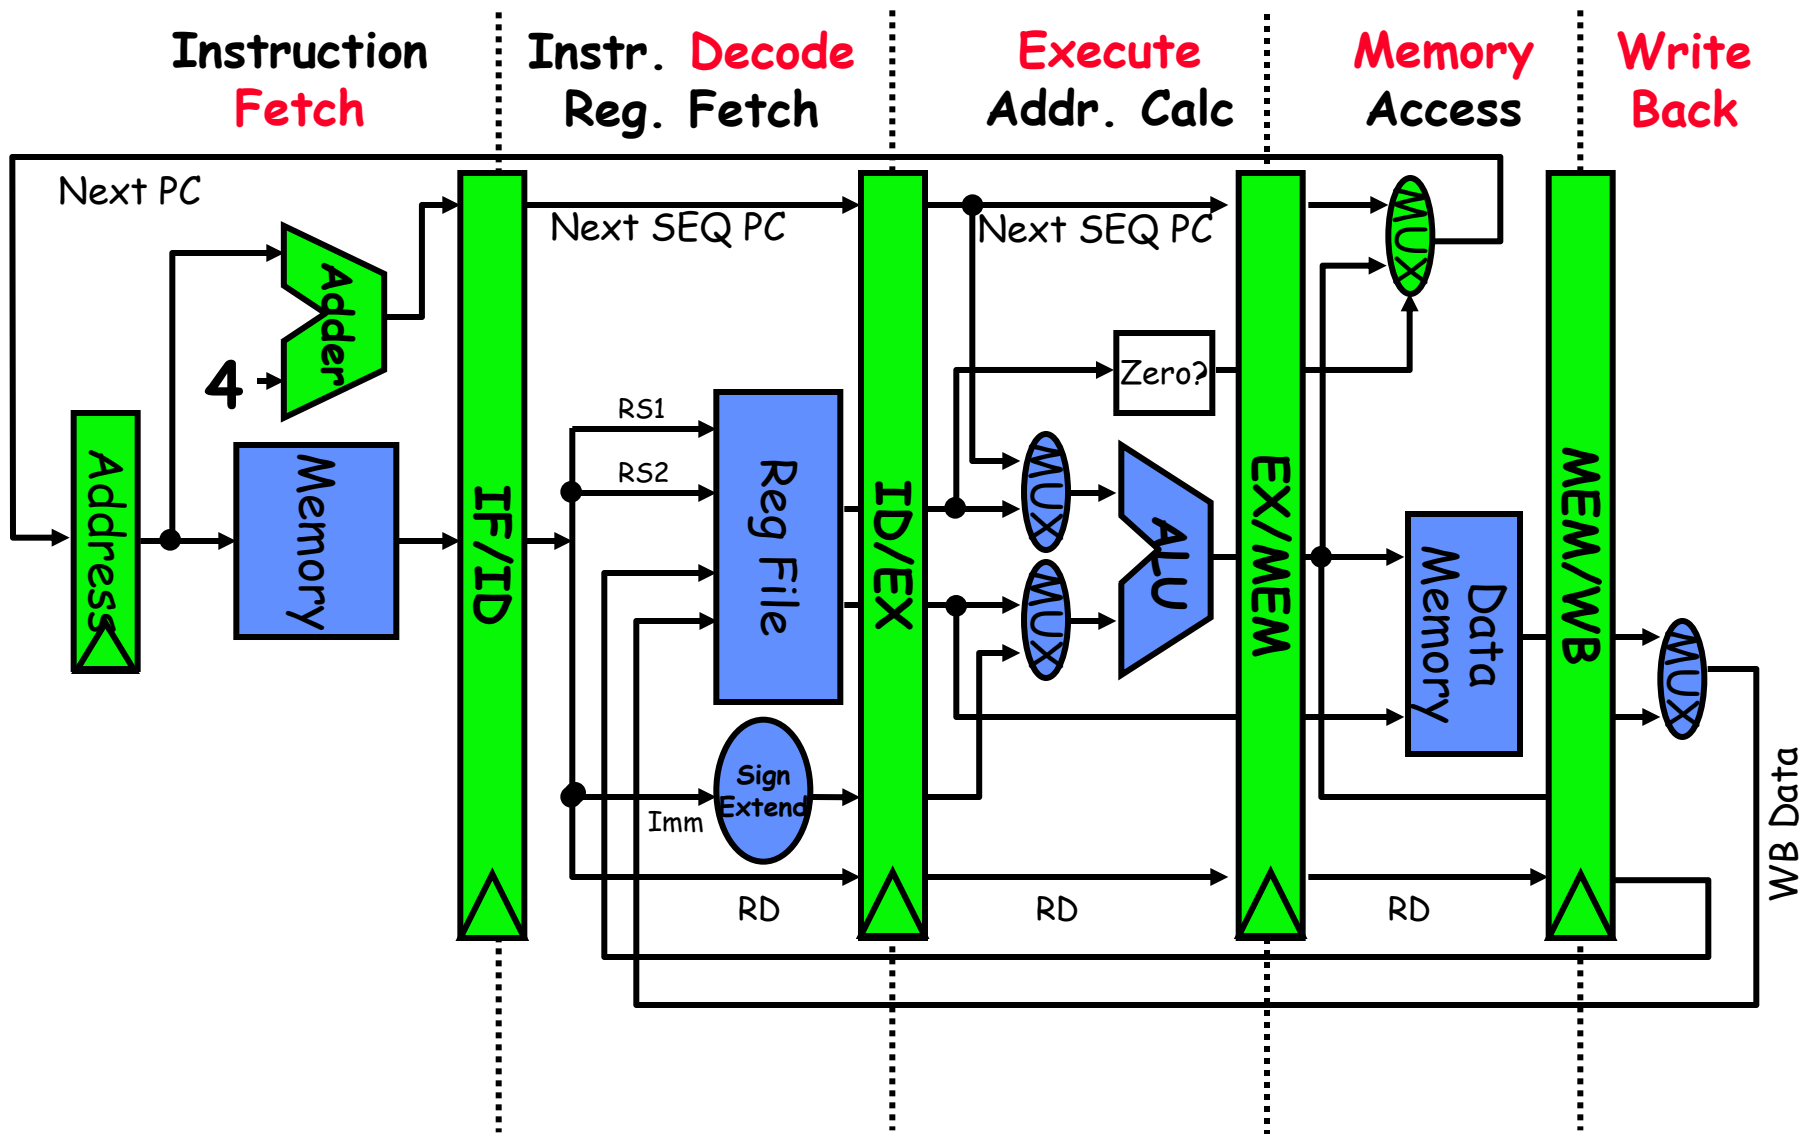 Instruction
Fetch
Instr. Decode
Reg. Fetch
Execute
Addr. Calc
Memory
Access
Write
Back
Next PC
Next SEQ PC
Next SEQ PC
MUX
Adder
4
Zero?
RS1
RS2
Address
Memory
IF/ID
Reg File
ID/EX
MUX
MUX
ALU
EX/MEM
Data
Memory
MEM/WB
MUX
Sign
Extend
Imm
WB Data
RD
RD
RD